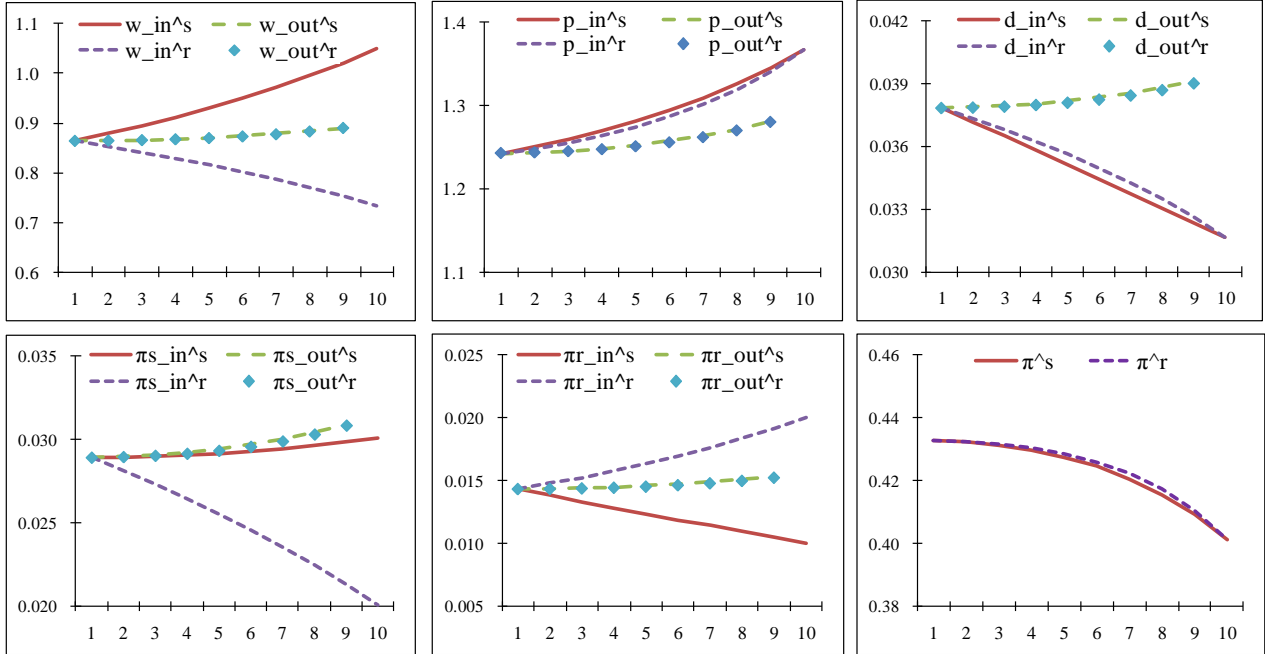 w_in^s w_out^s
w_in^r w_out^r
1.1
1.0
0.9
0.8
0.7
0.6
1 2 3 4 5 6 7 8 9 10
p_in^s p_out^s
p_in^r p_out^r
1.4
1.3
1.2
1.1
1 2 3 4 5 6 7 8 9 10
d_in^s d_out^s
d_in^r d_out^r
0.042
0.039
0.036
0.033
0.030
1 2 3 4 5 6 7 8 9 10
πs_in^s πs_out^s
πs_in^r πs_out^r
0.035
0.030
0.025
0.020
1 2 3 4 5 6 7 8 9 10
πr_in^s πr_out^s
πr_in^r πr_out^r
0.025
0.020
0.015
0.010
0.005
1 2 3 4 5 6 7 8 9 10
π^s π^r
0.46
0.44
0.42
0.40
0.38
1 2 3 4 5 6 7 8 9 10